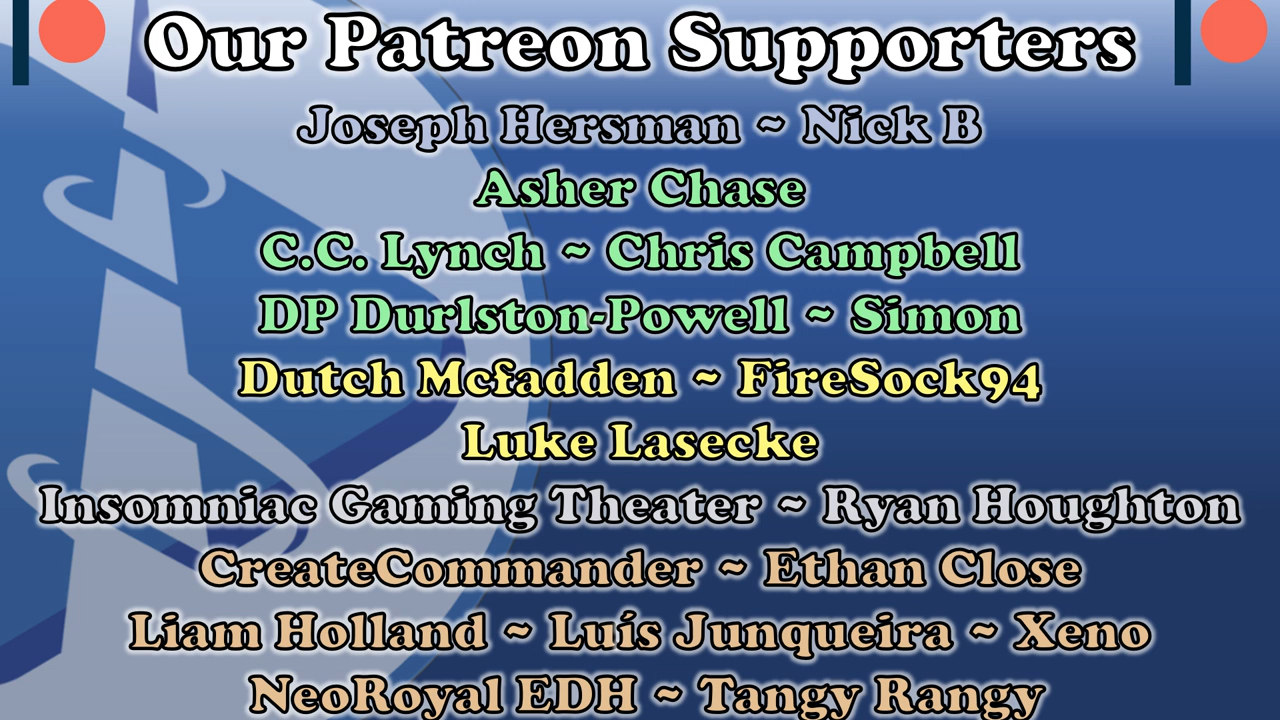 Our Patreon Supporters
Joseph Hersman ~ Nick B
Asher Chase
C.C. Lynch ~ Chris Campbell
DP Durlston-Powell ~ Simon
Dutch Mcfadden ~ FireSock94
Luke Lasecke
Insomniac Gaming Theater ~ Ryan Houghton
CreateCommander ~ Ethan Close
Liam Holland ~ Luís Junqueira ~ Xeno
NeoRoyal EDH ~ Tangy Rangy